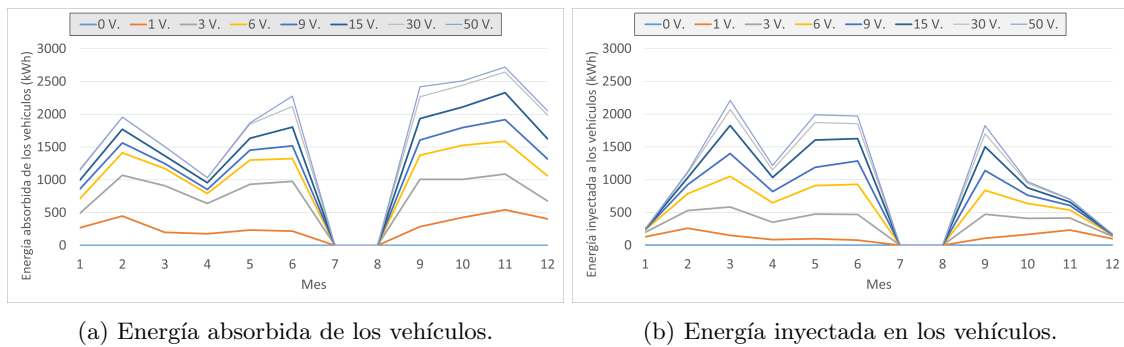 0 V. 1 V. 3 V. 6 V. 9 V. 15 V. 30 V. 50 V.
Energía absorbida de los vehículos (kWh)
3000
2500
2000
1500
1000
500
0
1 2 3 4 5 6 7 8 9 10 11 12
Mes
(a) Energía absorbida de los vehículos.
0 V. 1 V. 3 V. 6 V. 9 V. 15 V. 30 V. 50 V.
Energía inyectada a los vehículos (kWh)
3000
2500
2000
1500
1000
500
0
1 2 3 4 5 6 7 8 9 10 11 12
Mes
(b) Energía inyectada en los vehículos.